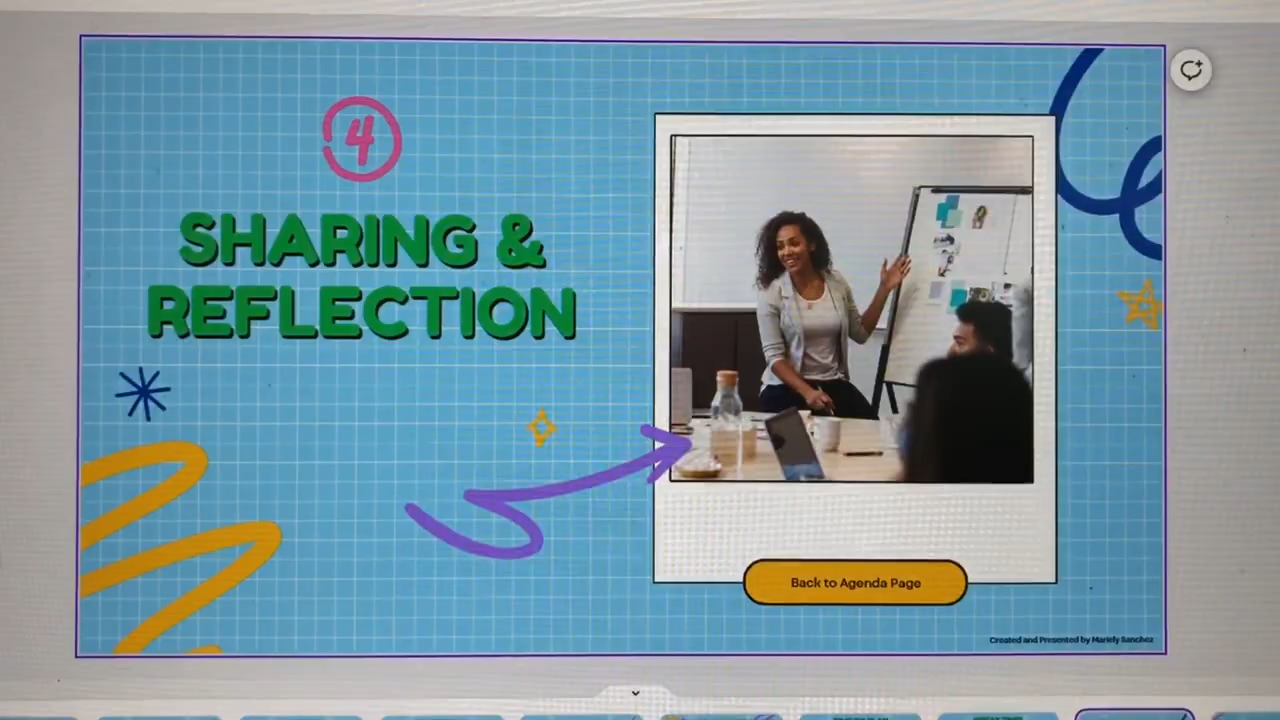 4
SHARING &
REFLECTION
Back to Agenda Page
Created and Presented by Mariely Sanchez